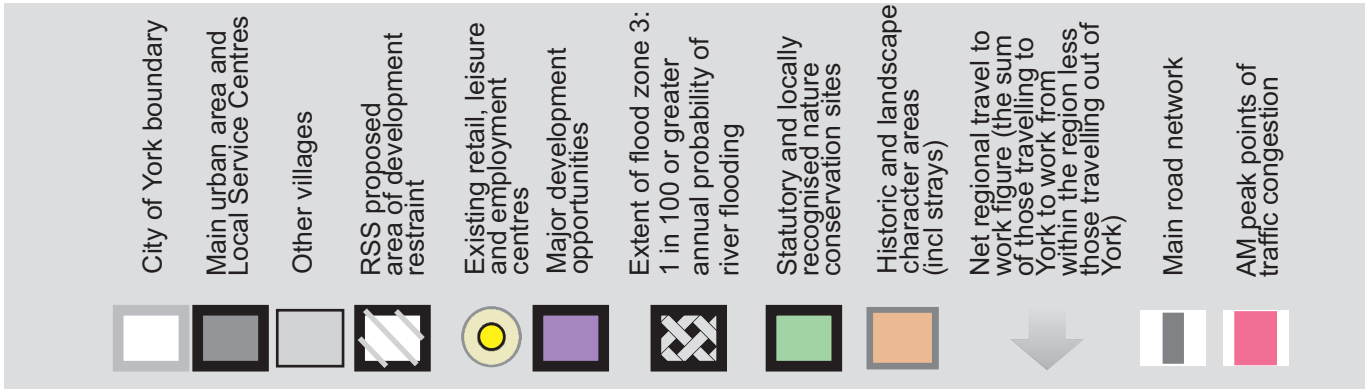 City of York boundary
Main urban area and
Local Service Centres
Other villages
RSS proposed
area of development
restraint
Existing retail, leisure
and employment
centres
Major development
opportunities
Extent of flood zone 3:
1 in 100 or greater
annual probability of
river flooding
Statutory and locally
recognised nature
conservation sites
Historic and landscape
character areas
(incl strays)
Net regional travel to
work figure (the sum
of those travelling to
York to work from
within the region less
those travelling out of
York)
Main road network
AM peak points of
traffic congestion